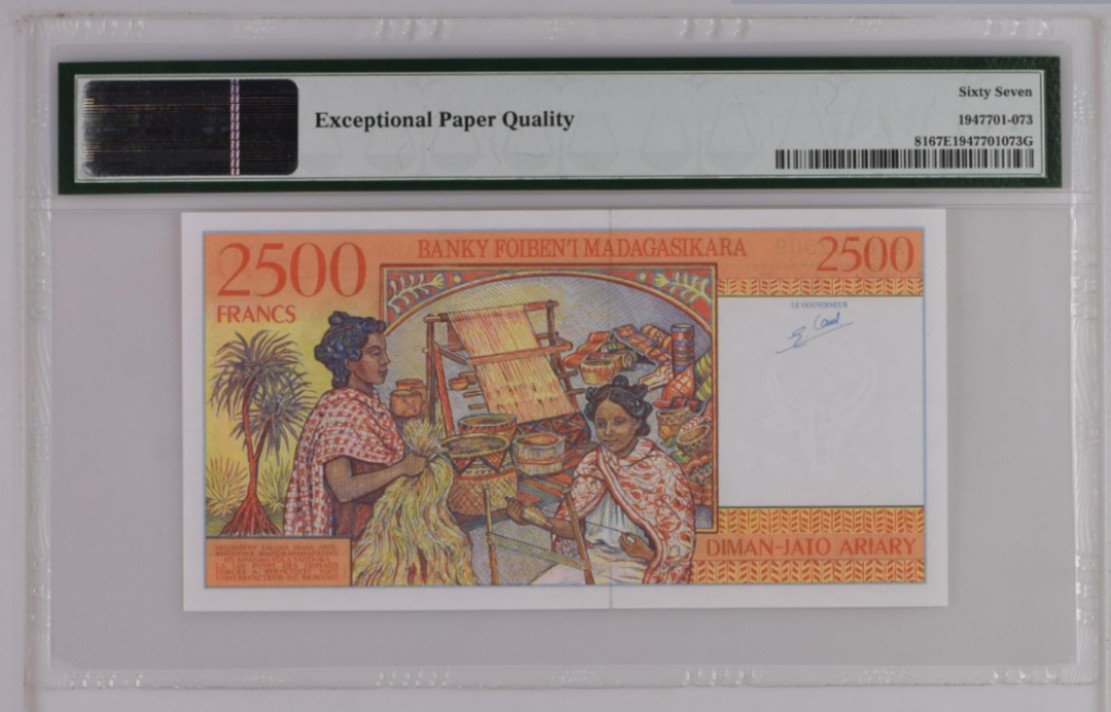 Exceptional Paper Quality
Sixty Seven
1947701-073
8167E1947701073G
2500
FRANCS
BANKY FOIBEN'I MADAGASIKARA
2500
LE GOUVERNEUR
DIMAN-JATO ARIARY